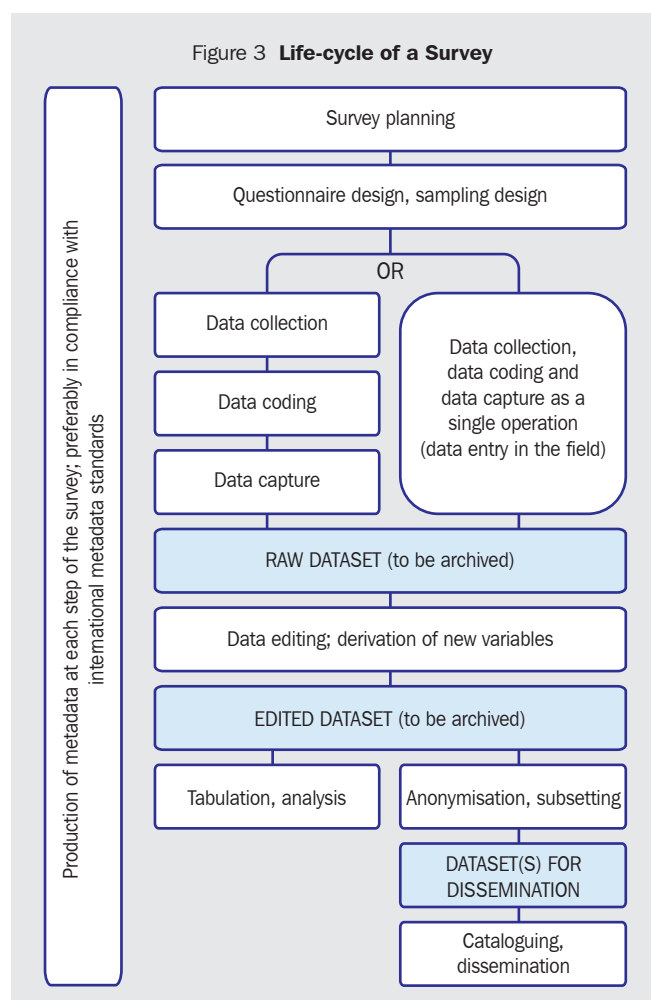 Figure 3 Life-cycle of a Survey
Production of metadata at each step of the survey; preferably in compliance with
international metadata standards
Survey planning
Questionnaire design, sampling design
OR
Data collection
Data coding
Data capture
Data collection,
data coding and
data capture as a
single operation
(data entry in the field)
RAW DATASET (to be archived)
Data editing; derivation of new variables
EDITED DATASET (to be archived)
Tabulation, analysis
Anonymisation, subsetting
DATASET(S) FOR
DISSEMINATION
Cataloguing,
dissemination